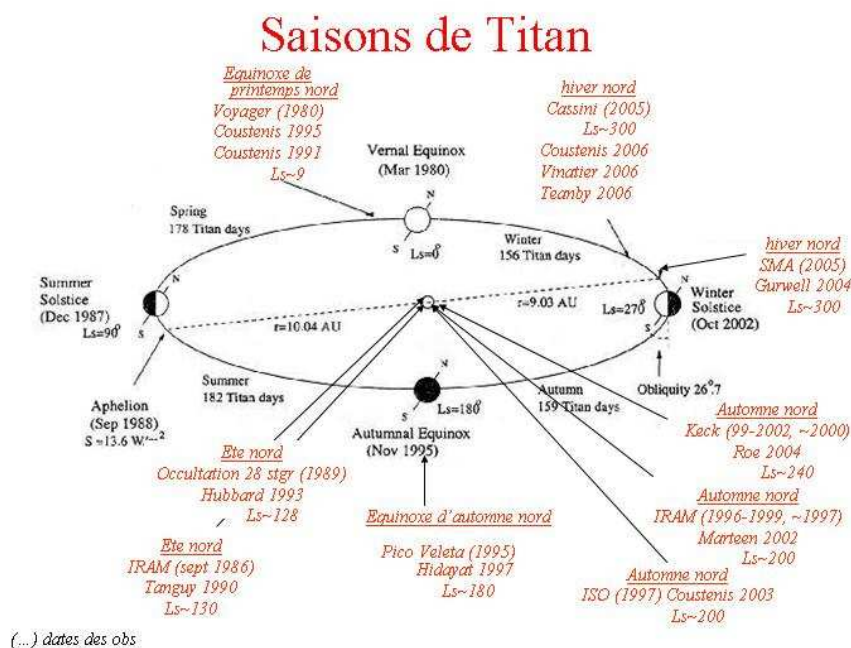 Saisons de Titan
Equinoxe de
printemps nord
Voyager (1980)
Coustenis 1995
Coustenis 1991
Ls~9
hiver nord
Cassini (2005)
Ls~300
Coustenis 2006
Vinatier 2006
Teanby 2006
Vernal Equinox
(Mar 1980)
N
S
Ls=0°
Spring
178 Titan days
Winter
156 Titan days
hiver nord
SMA (2005)
Gurwell 2004
Ls~300
Summer
Solstice
(Dec 1987)
N
S
Ls=90°
r=10.04 AU
r=9.03 AU
Ls=270°
N
S
Winter
Solstice
(Oct 2002)
Obliquity 26°.7
Summer
182 Titan days
N
S
Ls=180°
Autumn
159 Titan days
Autumnal Equinox
(Nov 1995)
Aphelion
(Sep 1988)
Ete nord
Occultation 28 stgr (1989)
Hubbard 1993
Ls~128
Ete nord
IRAM (sept 1986)
Tanguy 1990
Ls~130
Equinoxe d'automne nord
Pico Veleta (1995)
Hidayat 1997
Ls~180
Automne nord
Keck (99-2002, ~2000)
Roe 2004
Ls~240
Automne nord
IRAM (1996-1999, ~1997)
Marteen 2002
Ls~200
Automne nord
ISO (1997) Coustenis 2003
Ls~200
(...) dates des obs